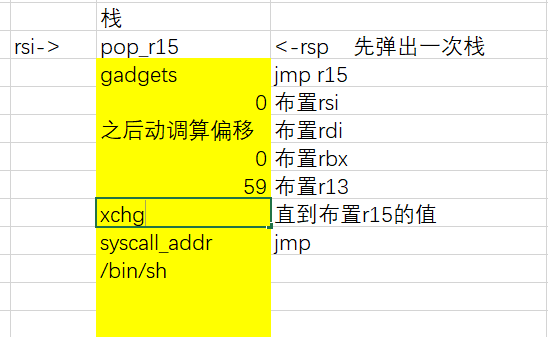 栈
rsi-> pop_r15 <-rsp 先弹出一次栈
gadgets jmp r15
0 布置rsi
之后动调算偏移 布置rdi
0 布置rbx
59 布置r13
xchg 直到布置r15的值
syscall_addr jmp
/bin/sh